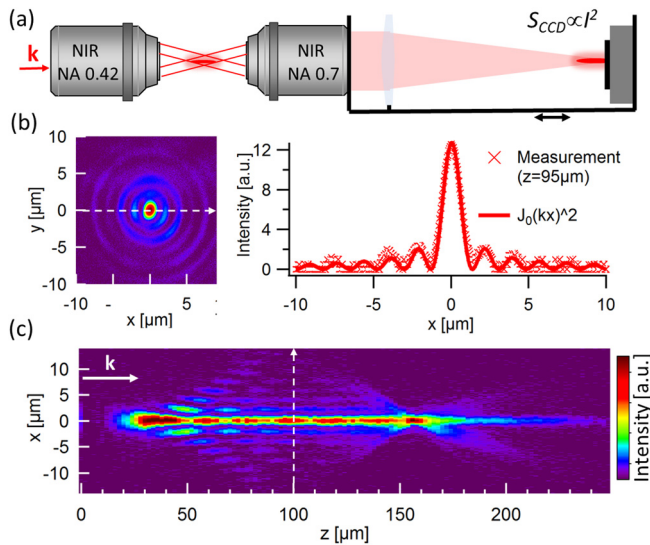 (a)
k
NIR
NA 0.42
NIR
NA 0.7
S_CCD∝I²
(b)
10
5
0
-5
-10
-10 0 5
y [µm]
x [µm]
12
8
4
0
-10 -5 0 5 10
Intensity [a.u.]
x [µm]
Measurement
(z=95µm)
J₀(kx)^2
(c)
k
10
5
0
-5
-10
x [µm]
0 50 100 150 200
z [µm]
Intensity [a.u.]